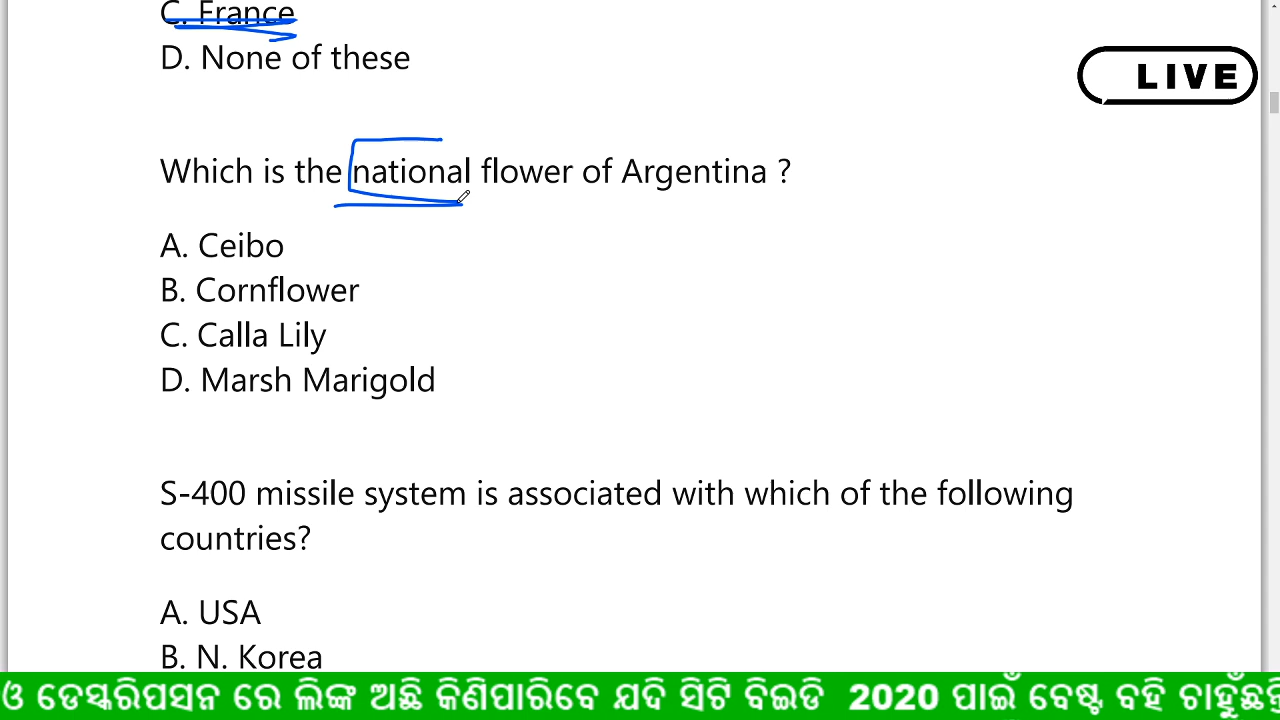 C. France
D. None of these
LIVE
Which is the national flower of Argentina ?
A. Ceibo
B. Cornflower
C. Calla Lily
D. Marsh Marigold
S-400 missile system is associated with which of the following
countries?
A. USA
B. N. Korea
ଓ ଡେସ୍କରିପସନ ରେ ଲିଙ୍କ ଅଛି କିଣିପାରିବେ ଯଦି ସିଟି ବିଇଡି 2020 ପାଇଁ ବେଷ୍ଟ ବହି